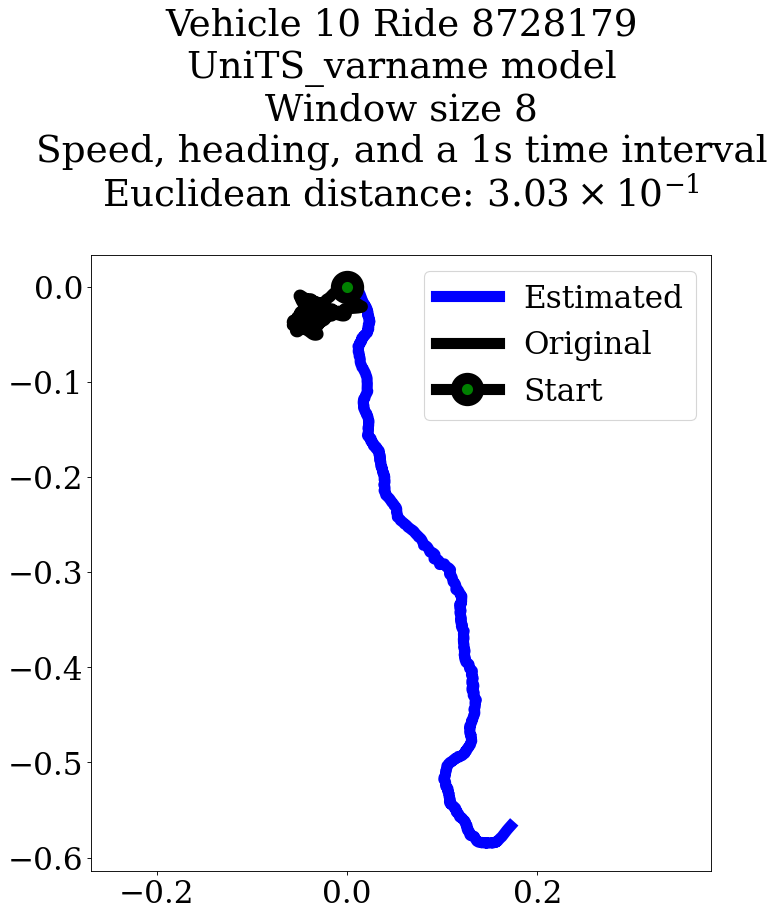 Vehicle 10 Ride 8728179
UniTS_varname model
Window size 8
Speed, heading, and a 1s time interval
Euclidean distance: $3.03 × 10^{-1}$
Estimated
Original
Start
0.0
−0.1
−0.2
−0.3
−0.4
−0.5
−0.6
−0.2 0.0 0.2